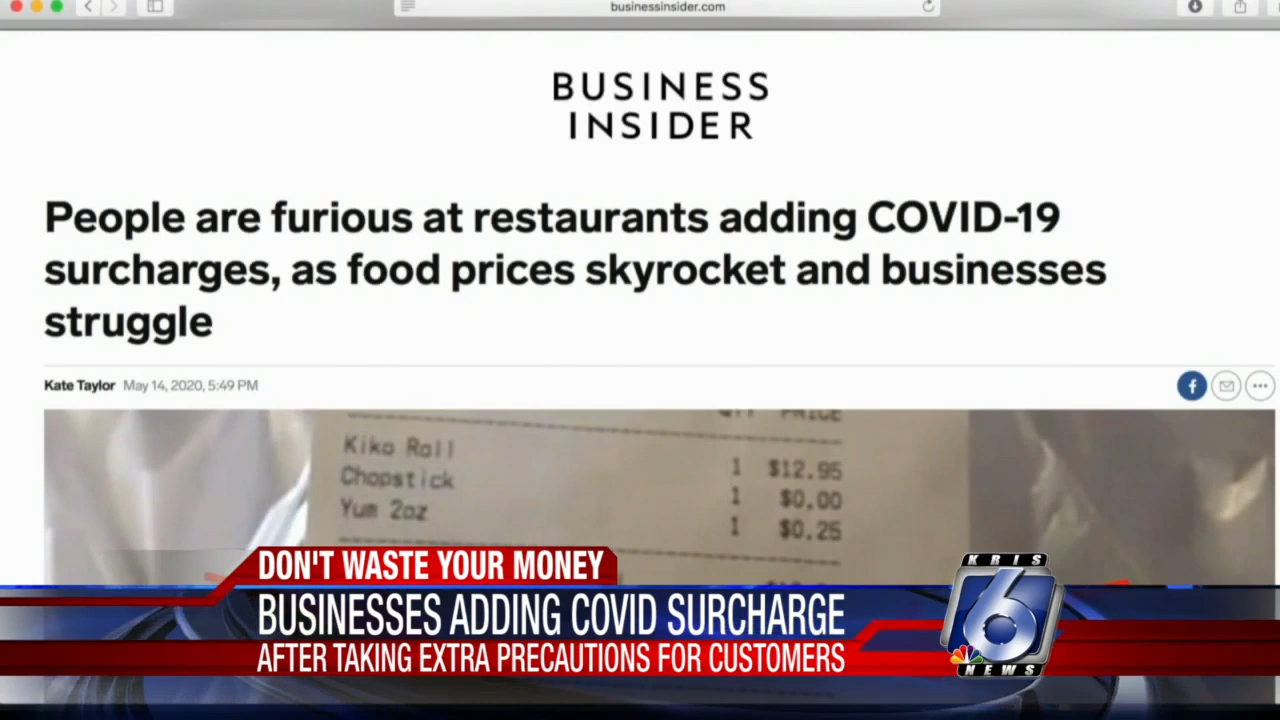 businessinsider.com
BUSINESS
INSIDER
People are furious at restaurants adding COVID-19
surcharges, as food prices skyrocket and businesses
struggle
Kate Taylor May 14, 2020, 5:49 PM
QTY PRICE
Kiko Roll 1 $12.95
Chopstick 1 $0.00
Yum 2oz 1 $0.25
DON'T WASTE YOUR MONEY
BUSINESSES ADDING COVID SURCHARGE
AFTER TAKING EXTRA PRECAUTIONS FOR CUSTOMERS
KRIS
6
NEWS